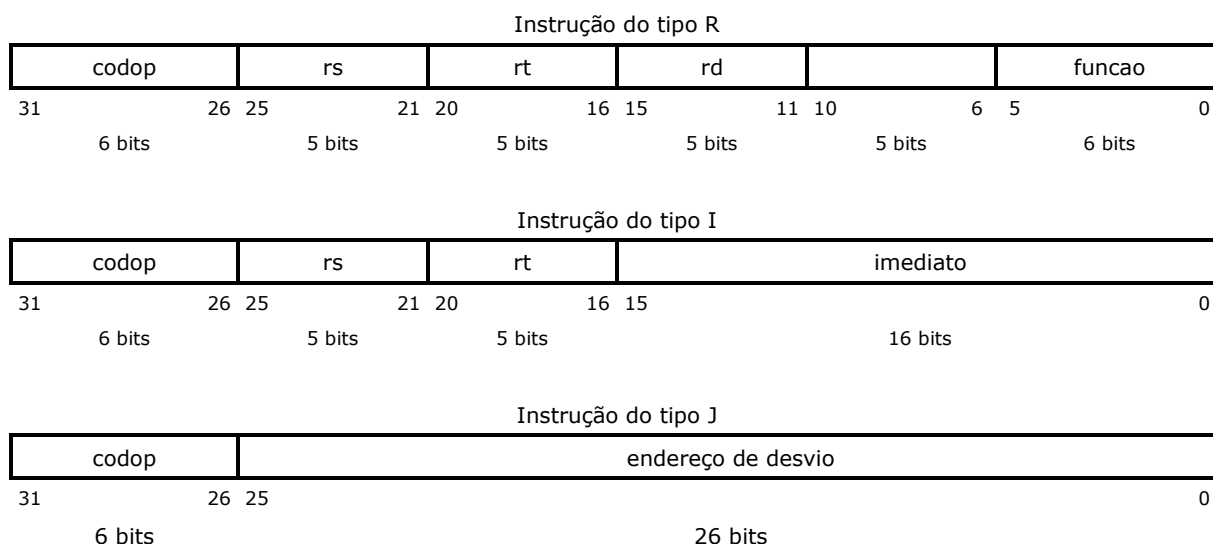 Instrução do tipo R
codop rs rt rd funcao
31 26 25 21 20 16 15 11 10 6 5 0
6 bits 5 bits 5 bits 5 bits 5 bits 6 bits
Instrução do tipo I
codop rs rt imediato
31 26 25 21 20 16 15 0
6 bits 5 bits 5 bits 16 bits
Instrução do tipo J
codop endereço de desvio
31 26 25 0
6 bits 26 bits